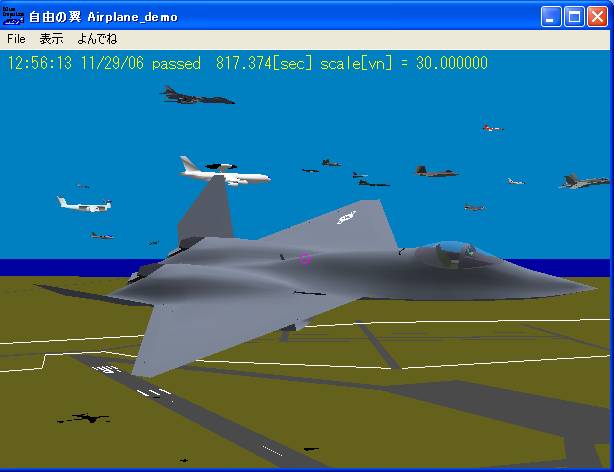 自由の翼 Airplane_demo
File 表示 よんでね
12:56:13 11/29/06 passed 817.374[sec] scale[vn] = 30.000000